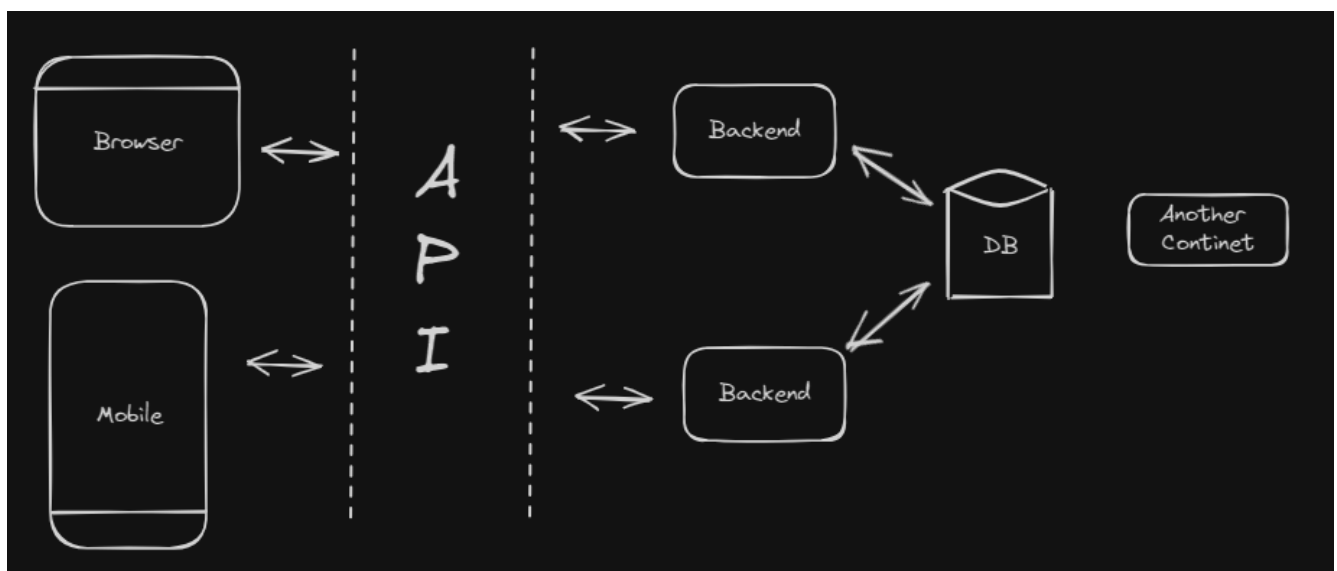 Browser
Mobile
A
P
I
Backend
Backend
DB
Another
Continet